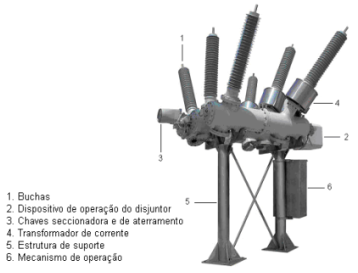 1
4
2
3
5
6
1. Buchas
2. Dispositivo de operação do disjuntor
3. Chaves seccionadora e de aterramento
4. Transformador de corrente
5. Estrutura de suporte
6. Mecanismo de operação